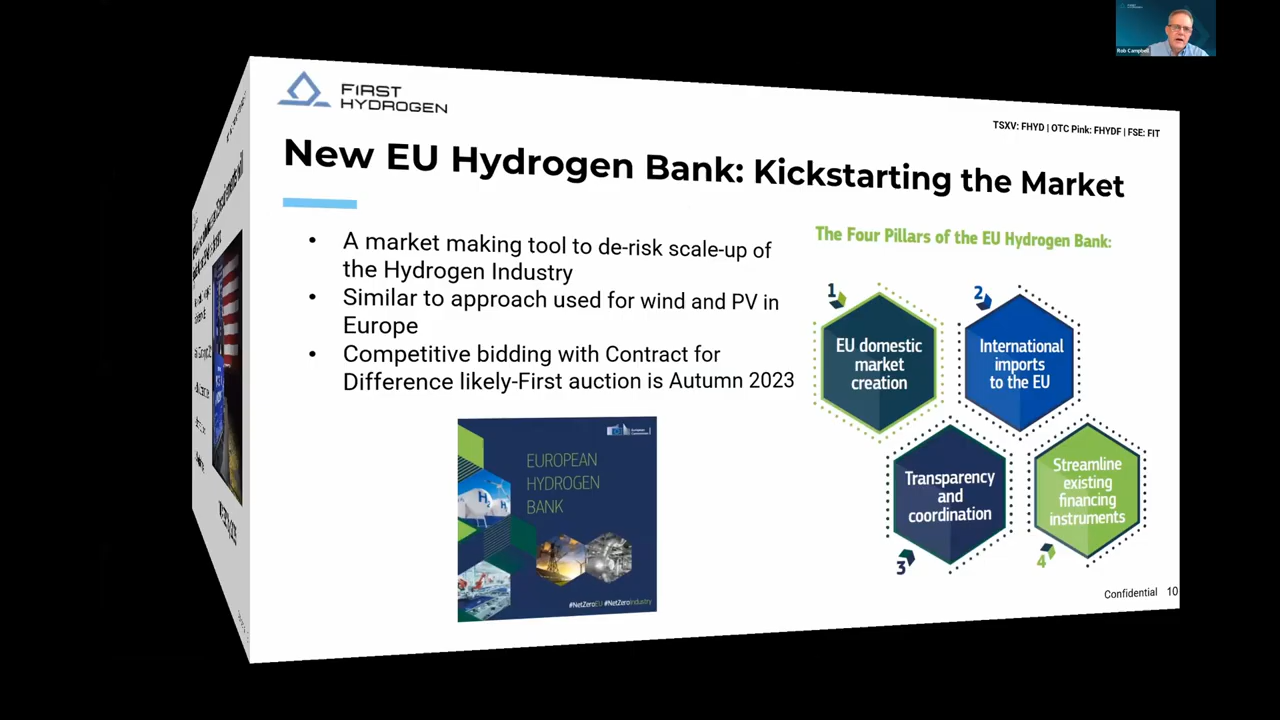 Rob Campbell
FIRST
HYDROGEN
TSXV: FHYD | OTC Pink: FHYDF | FSE: FIT
New EU Hydrogen Bank: Kickstarting the Market
• A market making tool to de-risk scale-up of
the Hydrogen Industry
• Similar to approach used for wind and PV in
Europe
• Competitive bidding with Contract for
Difference likely-First auction is Autumn 2023
The Four Pillars of the EU Hydrogen Bank:
1
EU domestic
market
creation
2
International
imports
to the EU
Transparency
and
coordination
3
Streamline
existing
financing
instruments
4
EUROPEAN
HYDROGEN
BANK
H₂
#NetZeroEU #NetZeroIndustry
Confidential 10